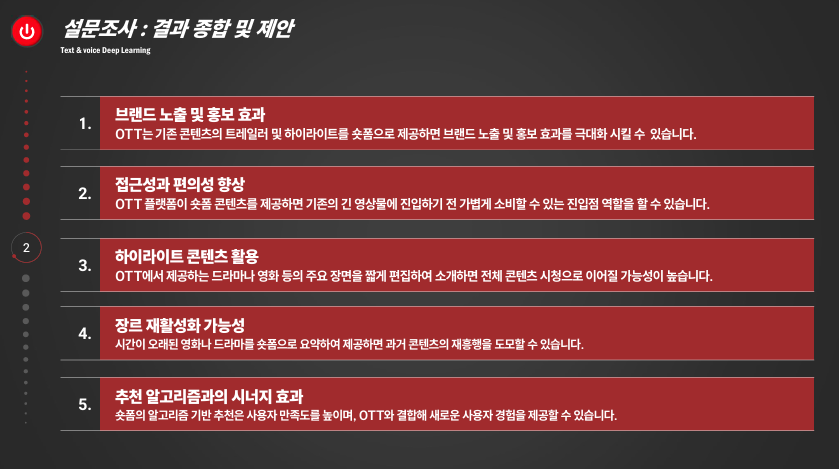 설문조사 : 결과 종합 및 제안
Text & voice Deep Learning
1.
브랜드 노출 및 홍보 효과
OTT는 기존 콘텐츠의 트레일러 및 하이라이트를 숏폼으로 제공하면 브랜드 노출 및 홍보 효과를 극대화 시킬 수 있습니다.
2.
접근성과 편의성 향상
OTT 플랫폼이 숏폼 콘텐츠를 제공하면 기존의 긴 영상물에 진입하기 전 가볍게 소비할 수 있는 진입점 역할을 할 수 있습니다.
2
3.
하이라이트 콘텐츠 활용
OTT에서 제공하는 드라마나 영화 등의 주요 장면을 짧게 편집하여 소개하면 전체 콘텐츠 시청으로 이어질 가능성이 높습니다.
4.
장르 재활성화 가능성
시간이 오래된 영화나 드라마를 숏폼으로 요약하여 제공하면 과거 콘텐츠의 재흥행을 도모할 수 있습니다.
5.
추천 알고리즘과의 시너지 효과
숏폼의 알고리즘 기반 추천은 사용자 만족도를 높이며, OTT와 결합해 새로운 사용자 경험을 제공할 수 있습니다.